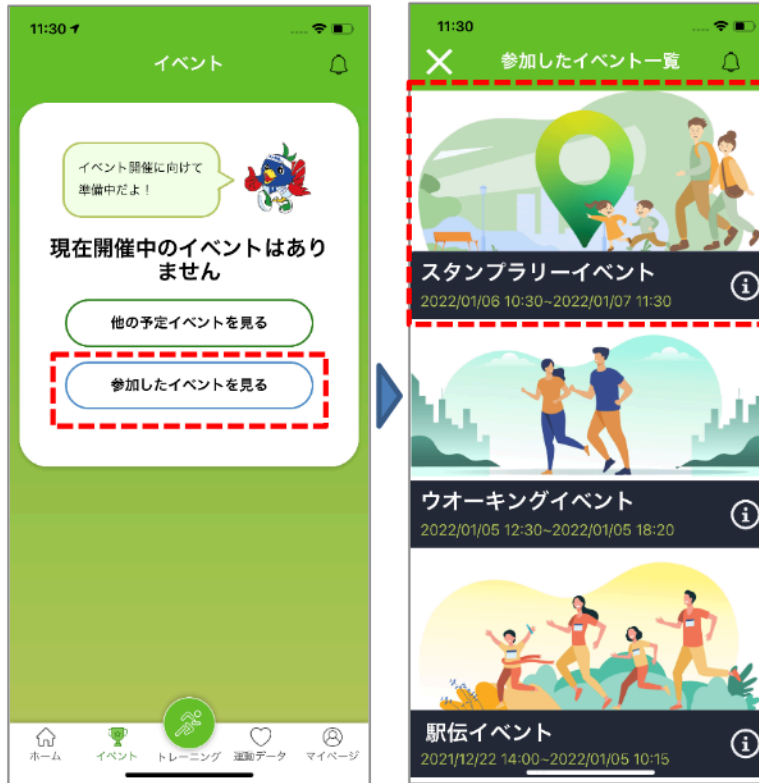 11:30
イベント
イベント開催に向けて
準備中だよ！
現在開催中のイベントはあり
ません
他の予定イベントを見る
参加したイベントを見る
ホーム
イベント
トレーニング
運動データ
マイページ
11:30
参加したイベント一覧
スタンプラリーイベント
2022/01/06 10:30~2022/01/07 11:30
ウオーキングイベント
2022/01/05 12:30~2022/01/05 18:20
駅伝イベント
2021/12/22 14:00~2022/01/05 10:15